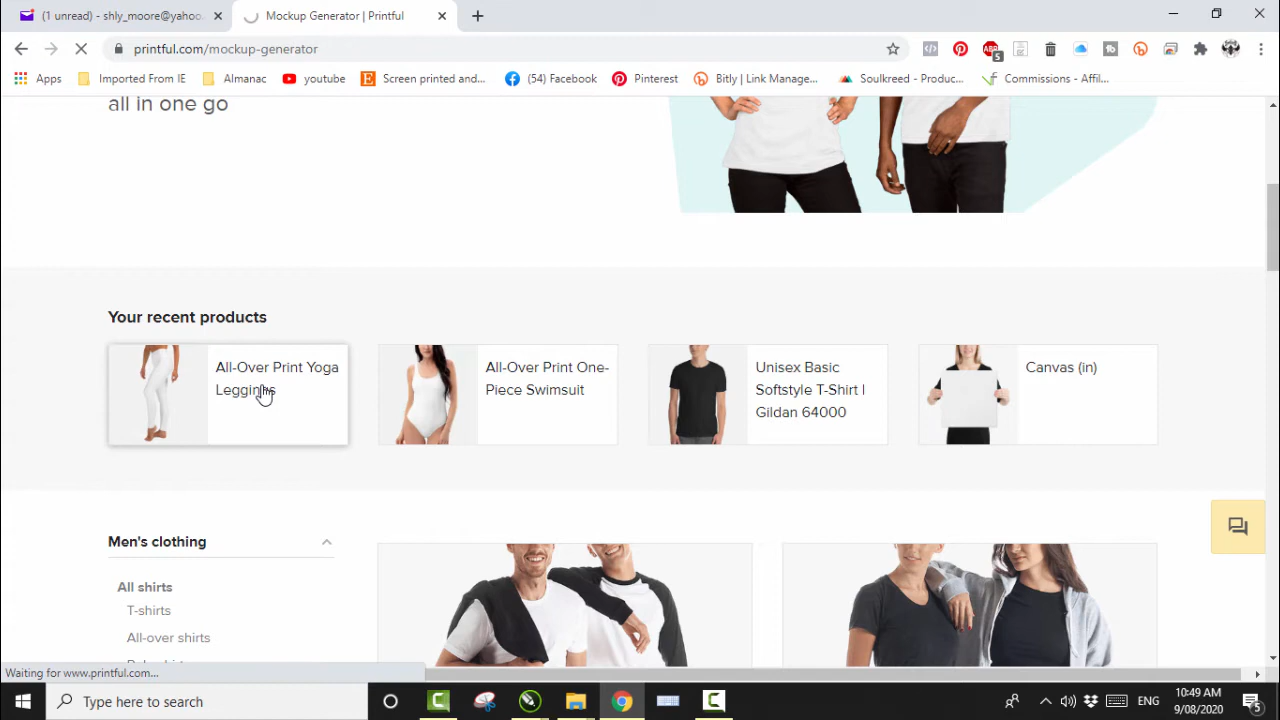 (1 unread) - shly_moore@yahoo.
Mockup Generator | Printful
printful.com/mockup-generator
5
Apps
Imported From IE
Almanac
youtube
Screen printed and...
(54) Facebook
Pinterest
Bitly | Link Manage...
Soulkreed - Produc...
Commissions - Affil...
all in one go
Your recent products
All-Over Print Yoga
Leggings
All-Over Print One-
Piece Swimsuit
Unisex Basic
Softstyle T-Shirt |
Gildan 64000
Canvas (in)
Men's clothing
All shirts
T-shirts
All-over shirts
Waiting for www.printful.com...
Type here to search
ENG
10:49 AM
9/08/2020
5